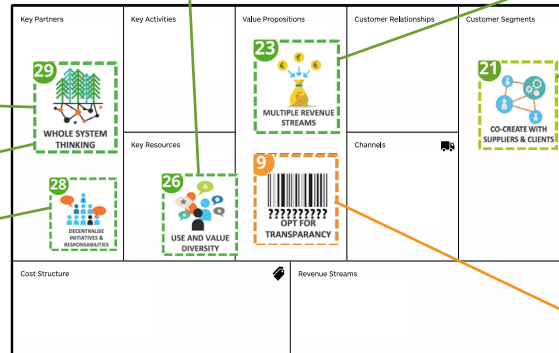 Key Partners
Key Activities
Value Propositions
Customer Relationships
Customer Segments
29
WHOLE SYSTEM
THINKING
23
MULTIPLE REVENUE
STREAMS
21
CO-CREATE WITH
SUPPLIERS & CLIENTS
Key Resources
Channels
28
DECENTRALISE
INITIATIVES &
RESPONSABILITIES
26
USE AND VALUE
DIVERSITY
9
??????????
OPT FOR
TRANSPARANCY
Cost Structure
Revenue Streams